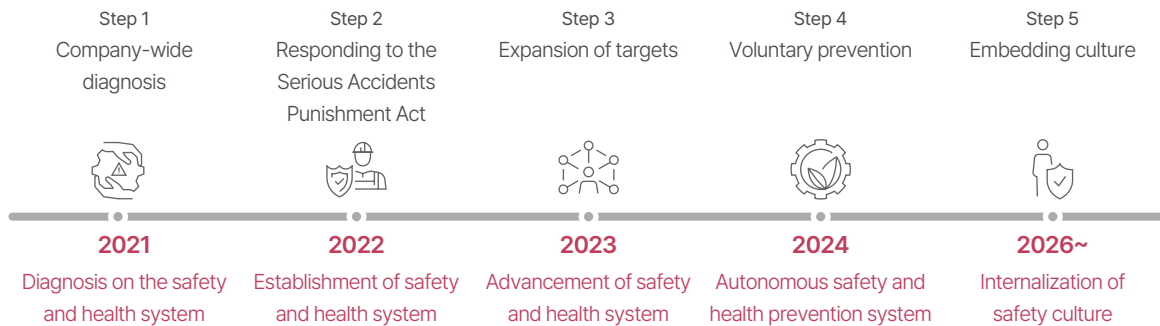 Step 1
Company-wide
diagnosis
Step 2
Responding to the
Serious Accidents
Punishment Act
Step 3
Expansion of targets
Step 4
Voluntary prevention
Step 5
Embedding culture
2021
Diagnosis on the safety
and health system
2022
Establishment of safety
and health system
2023
Advancement of safety
and health system
2024
Autonomous safety and
health prevention system
2026~
Internalization of
safety culture